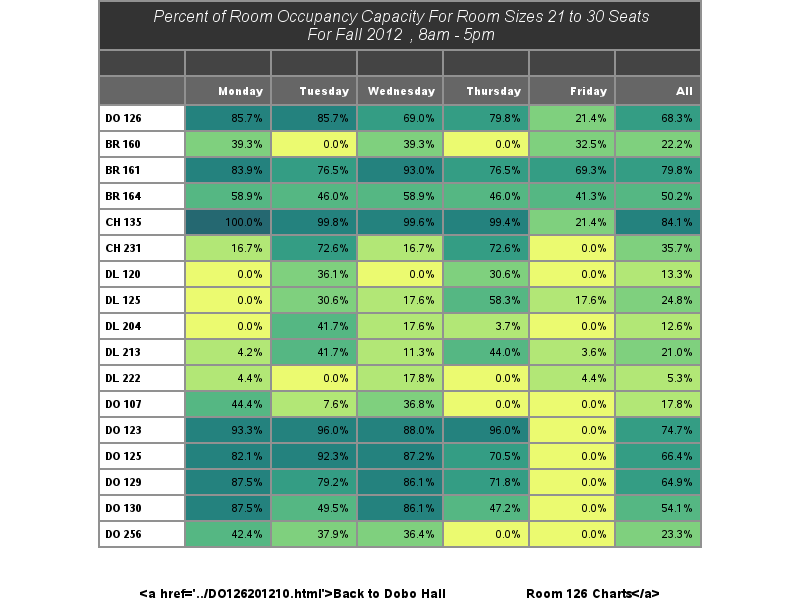 Percent of Room Occupancy Capacity For Room Sizes 21 to 30 Seats
For Fall 2012 , 8am - 5pm
Monday Tuesday Wednesday Thursday Friday All
DO 126 85.7% 85.7% 69.0% 79.8% 21.4% 68.3%
BR 160 39.3% 0.0% 39.3% 0.0% 32.5% 22.2%
BR 161 83.9% 76.5% 93.0% 76.5% 69.3% 79.8%
BR 164 58.9% 46.0% 58.9% 46.0% 41.3% 50.2%
CH 135 100.0% 99.8% 99.6% 99.4% 21.4% 84.1%
CH 231 16.7% 72.6% 16.7% 72.6% 0.0% 35.7%
DL 120 0.0% 36.1% 0.0% 30.6% 0.0% 13.3%
DL 125 0.0% 30.6% 17.6% 58.3% 17.6% 24.8%
DL 204 0.0% 41.7% 17.6% 3.7% 0.0% 12.6%
DL 213 4.2% 41.7% 11.3% 44.0% 3.6% 21.0%
DL 222 4.4% 0.0% 17.8% 0.0% 4.4% 5.3%
DO 107 44.4% 7.6% 36.8% 0.0% 0.0% 17.8%
DO 123 93.3% 96.0% 88.0% 96.0% 0.0% 74.7%
DO 125 82.1% 92.3% 87.2% 70.5% 0.0% 66.4%
DO 129 87.5% 79.2% 86.1% 71.8% 0.0% 64.9%
DO 130 87.5% 49.5% 86.1% 47.2% 0.0% 54.1%
DO 256 42.4% 37.9% 36.4% 0.0% 0.0% 23.3%
<a href='../DO126201210.html'>Back to Dobo Hall Room 126 Charts</a>